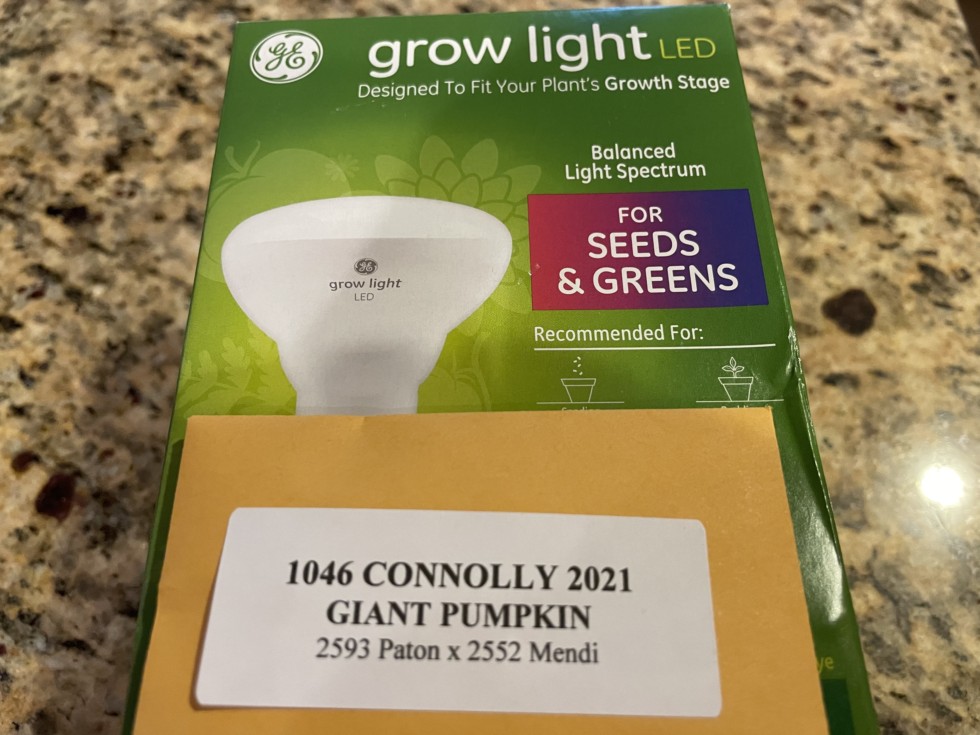 GE
grow light LED
Designed To Fit Your Plant's Growth Stage
Balanced
Light Spectrum
FOR
SEEDS
& GREENS
GE
grow light
LED
Recommended For:
1046 CONNOLLY 2021
GIANT PUMPKIN
2593 Paton x 2552 Mendi